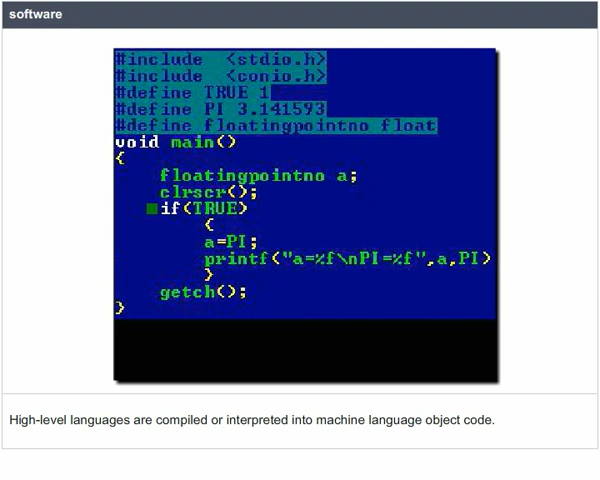 software
#include  <stdio.h>
#include  <conio.h>
#define TRUE 1
#define PI 3.141593
#define floatingpointno float
void main()
{
floatingpointno a;
clrscr();
if(TRUE)
{
a=PI;
printf("a=%f\nPI=%f",a,PI)
}
getch();
}
High-level languages are compiled or interpreted into machine language object code.